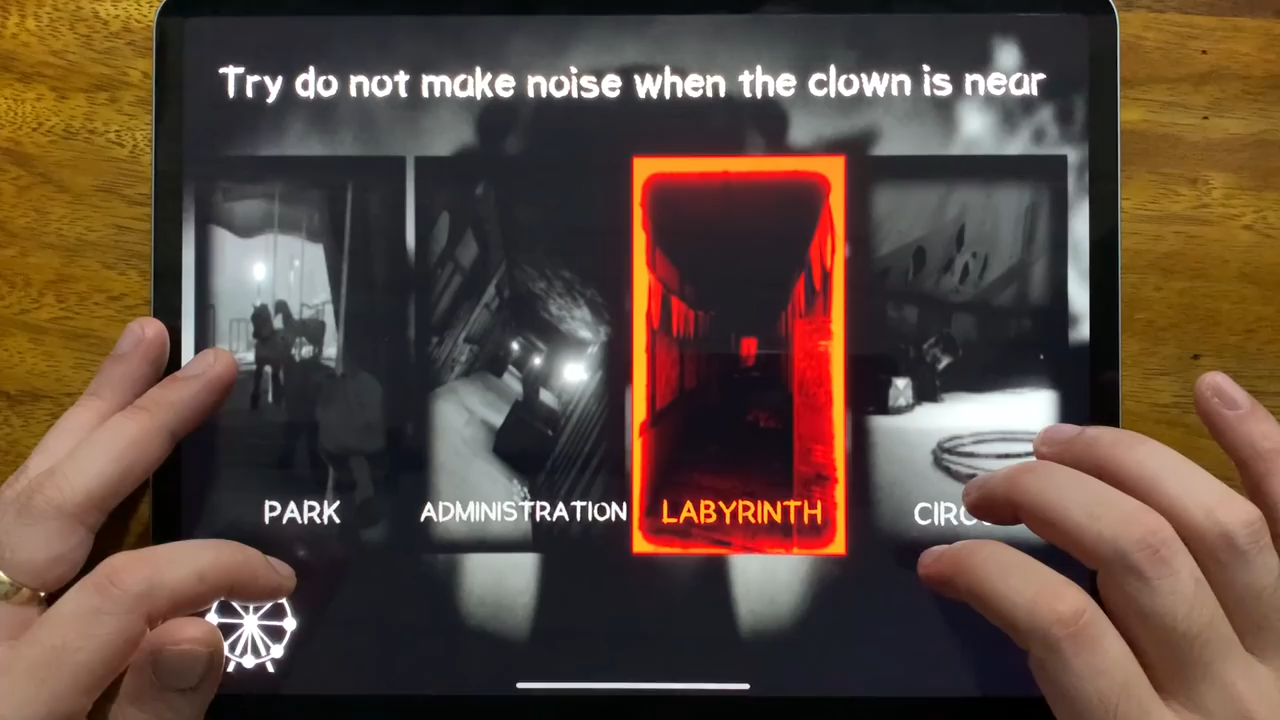 Try do not make noise when the clown is near
PARK
ADMINISTRATION
LABYRINTH